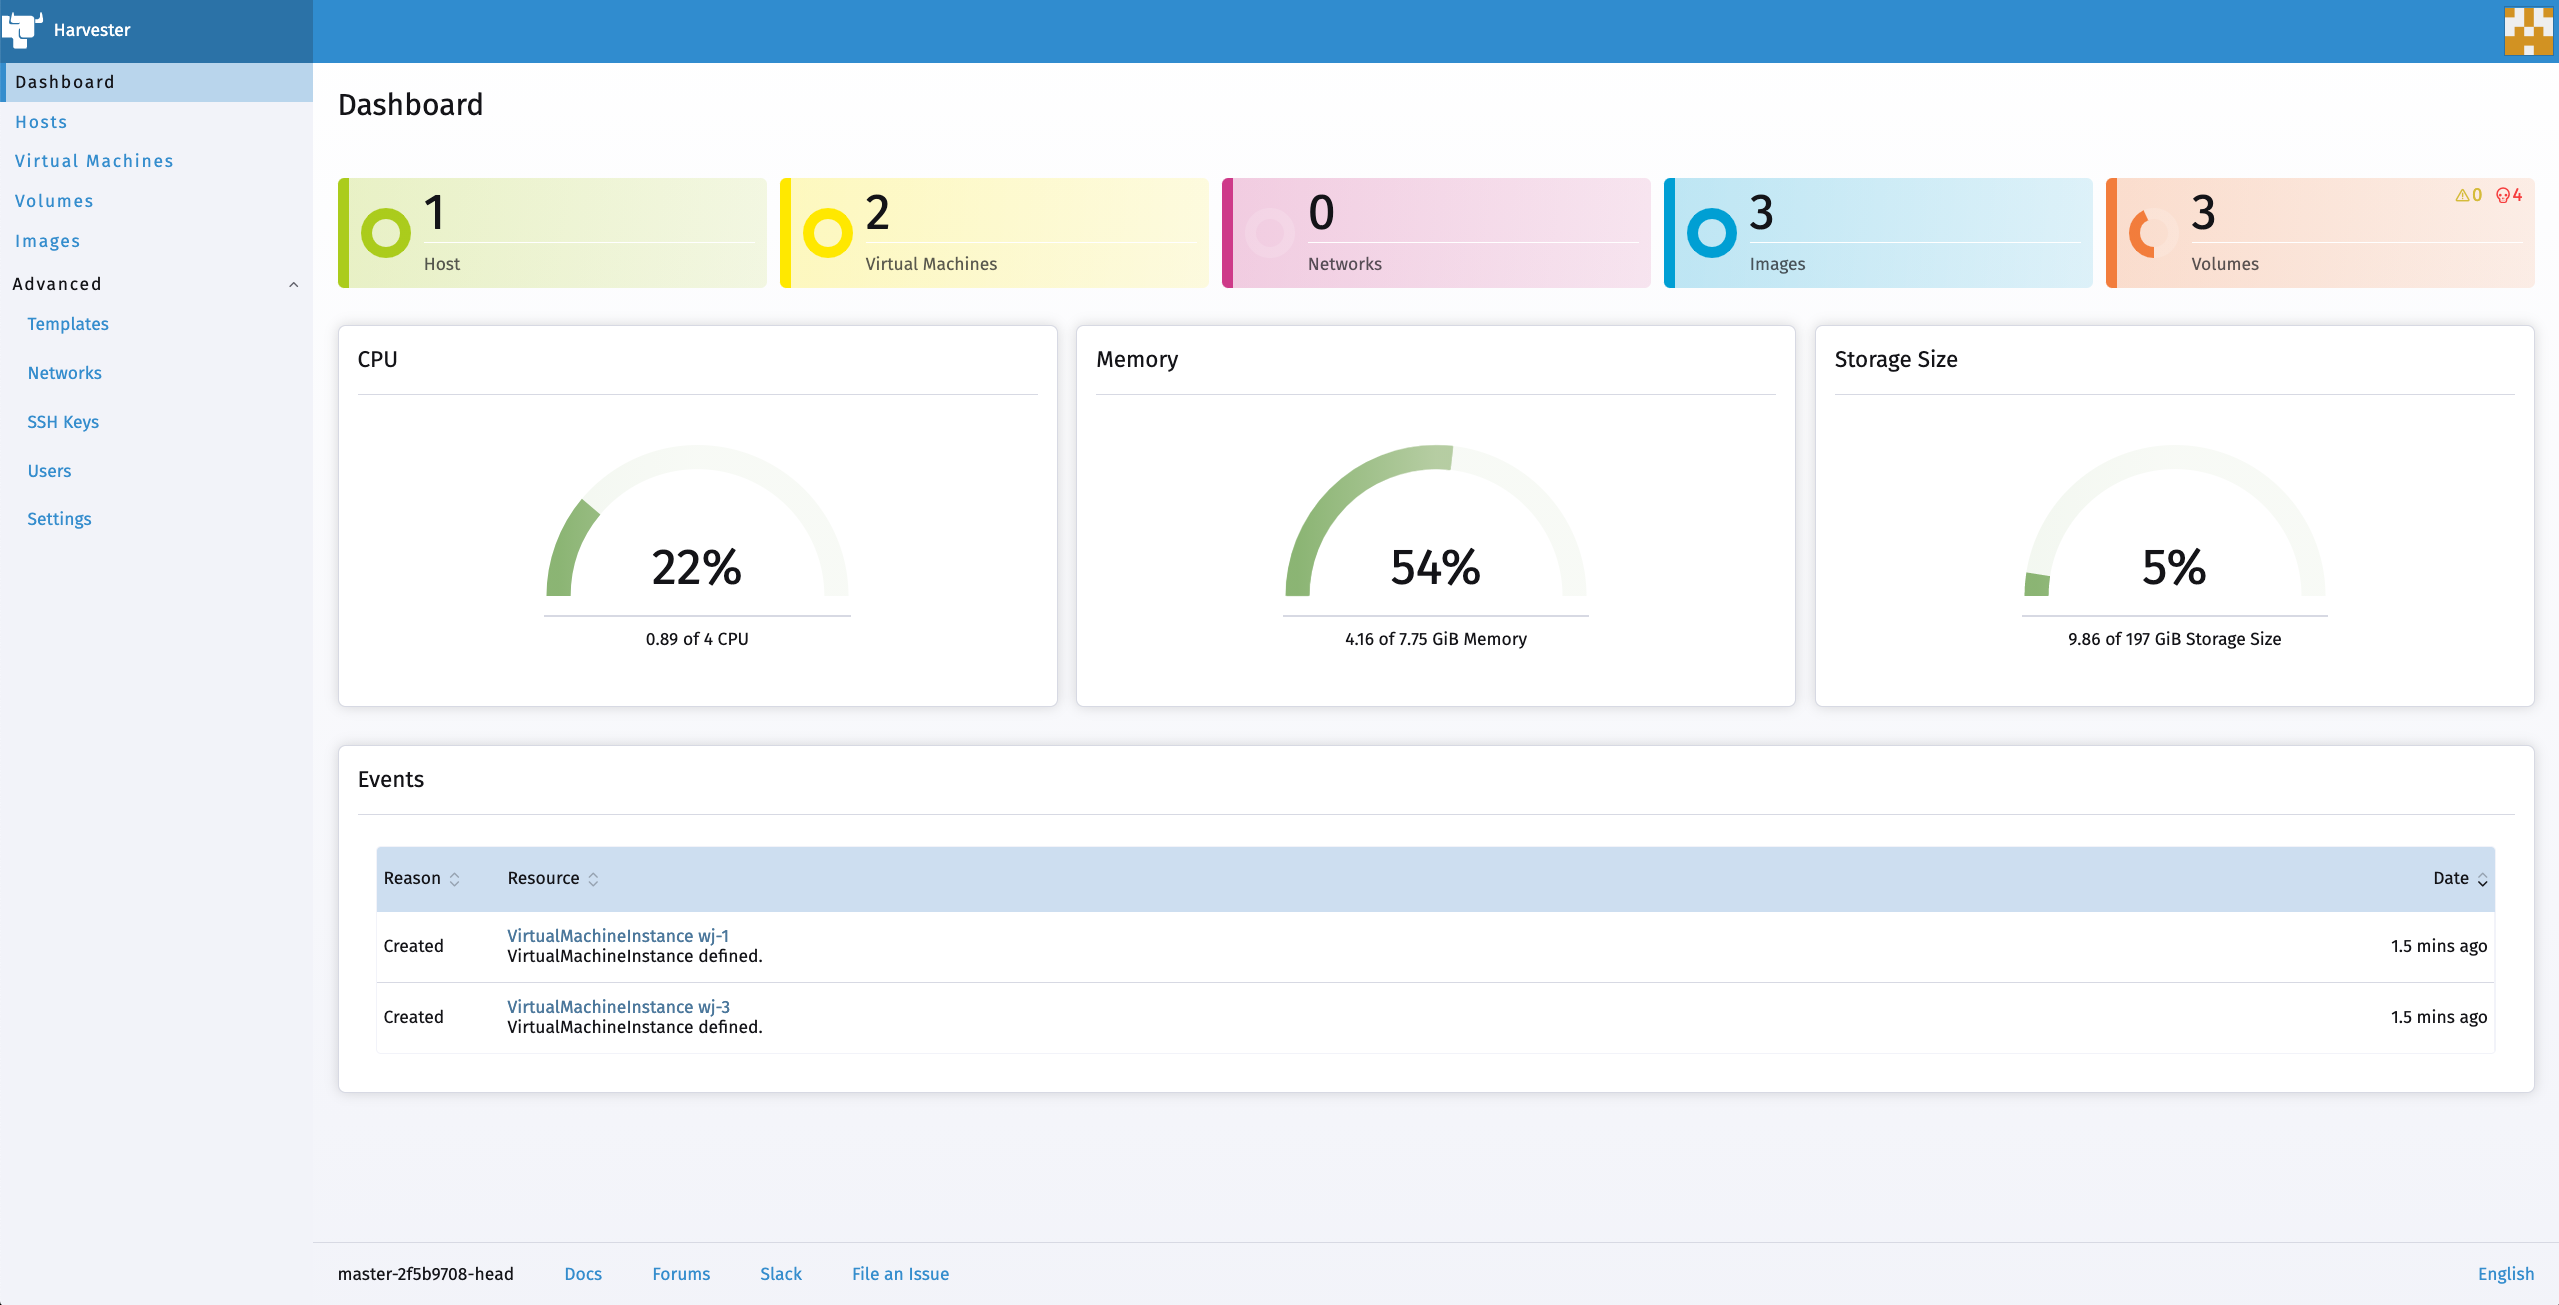 Harvester
Dashboard
Hosts
Virtual Machines
Volumes
Images
Advanced
Templates
Networks
SSH Keys
Users
Settings
Dashboard
1
Host
2
Virtual Machines
0
Networks
3
Images
0 4
3
Volumes
CPU
22%
0.89 of 4 CPU
Memory
54%
4.16 of 7.75 GiB Memory
Storage Size
5%
9.86 of 197 GiB Storage Size
Events
Reason Resource Date
Created VirtualMachineInstance wj-1 1.5 mins ago
VirtualMachineInstance defined.
Created VirtualMachineInstance wj-3 1.5 mins ago
VirtualMachineInstance defined.
master-2f5b9708-head Docs Forums Slack File an Issue English